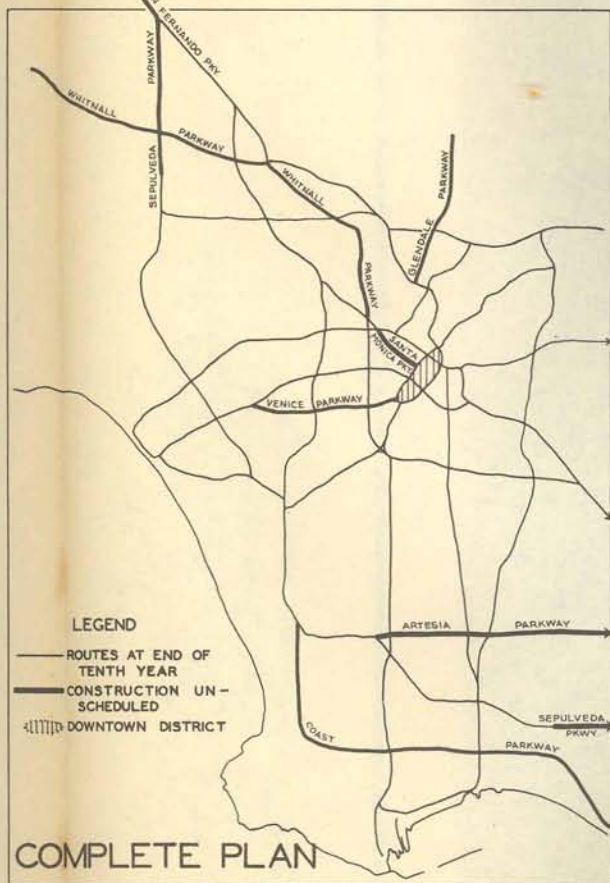 N FERNANDO PKY
PARKWAY
SEPULVEDA
WHITNALL
PARKWAY
WHITNALL
PARKWAY
GLENDALE
PARKWAY
SANTA
MONICA PKY
VENICE PARKWAY
LEGEND
ROUTES AT END OF
TENTH YEAR
CONSTRUCTION UN-
SCHEDULED
DOWNTOWN DISTRICT
ARTESIA PARKWAY
SEPULVEDA
PKWY.
COAST
PARKWAY
COMPLETE PLAN